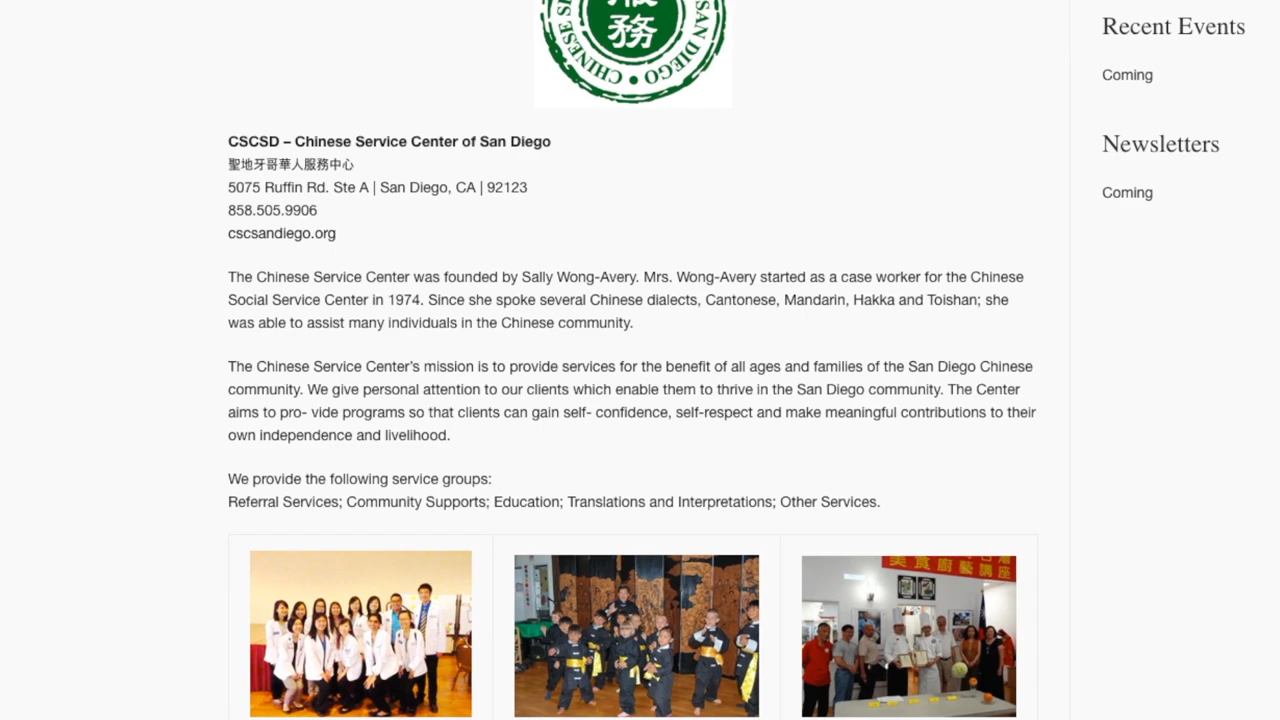 服
務
CHINESE • SAN DIEGO
CSCSD – Chinese Service Center of San Diego
聖地牙哥華人服務中心
5075 Ruffin Rd. Ste A | San Diego, CA | 92123
858.505.9906
cscsandiego.org
The Chinese Service Center was founded by Sally Wong-Avery. Mrs. Wong-Avery started as a case worker for the Chinese
Social Service Center in 1974. Since she spoke several Chinese dialects, Cantonese, Mandarin, Hakka and Toishan; she
was able to assist many individuals in the Chinese community.
The Chinese Service Center’s mission is to provide services for the benefit of all ages and families of the San Diego Chinese
community. We give personal attention to our clients which enable them to thrive in the San Diego community. The Center
aims to pro- vide programs so that clients can gain self- confidence, self-respect and make meaningful contributions to their
own independence and livelihood.
We provide the following service groups:
Referral Services; Community Supports; Education; Translations and Interpretations; Other Services.
美食廚藝講座
Recent Events
Coming
Newsletters
Coming